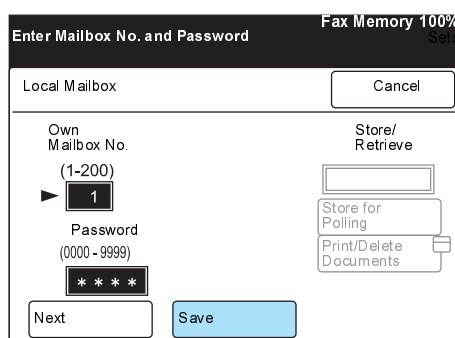 Fax Memory 100%
Enter Mailbox No. and Password
Local Mailbox
Cancel
Own
Mailbox No.
(1-200)
1
Password
(0000 - 9999)
* * * *
Store/
Retrieve
Store for
Polling
Print/Delete
Documents
Next
Save